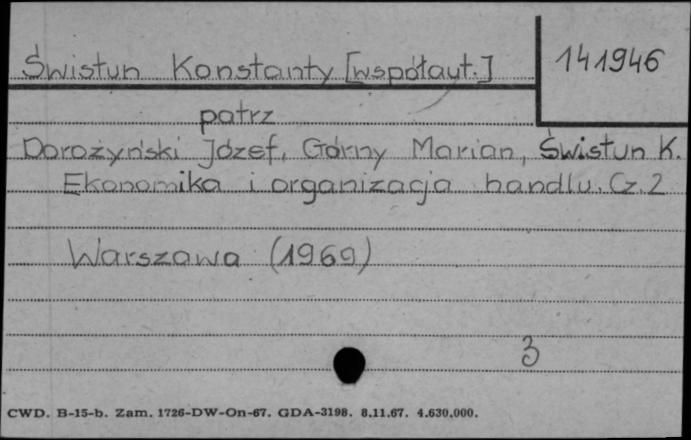 Świstun Konstanty [współaut.]
141946
patrz
Dorożyński Józef, Górny Marian, Świstun K.
Ekonomika i organizacja handlu. Cz. 2
Warszawa (1969)
3
CWD. B-15-b. Zam. 1726-DW-On-67. GDA-3198. 8.11.67. 4.630.000.